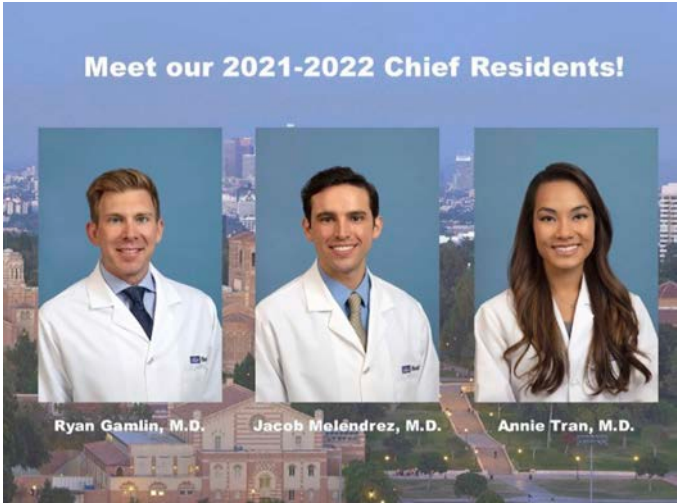 Meet our 2021-2022 Chief Residents!
Ryan Gamlin, M.D.
Jacob Melendrez, M.D.
Annie Tran, M.D.